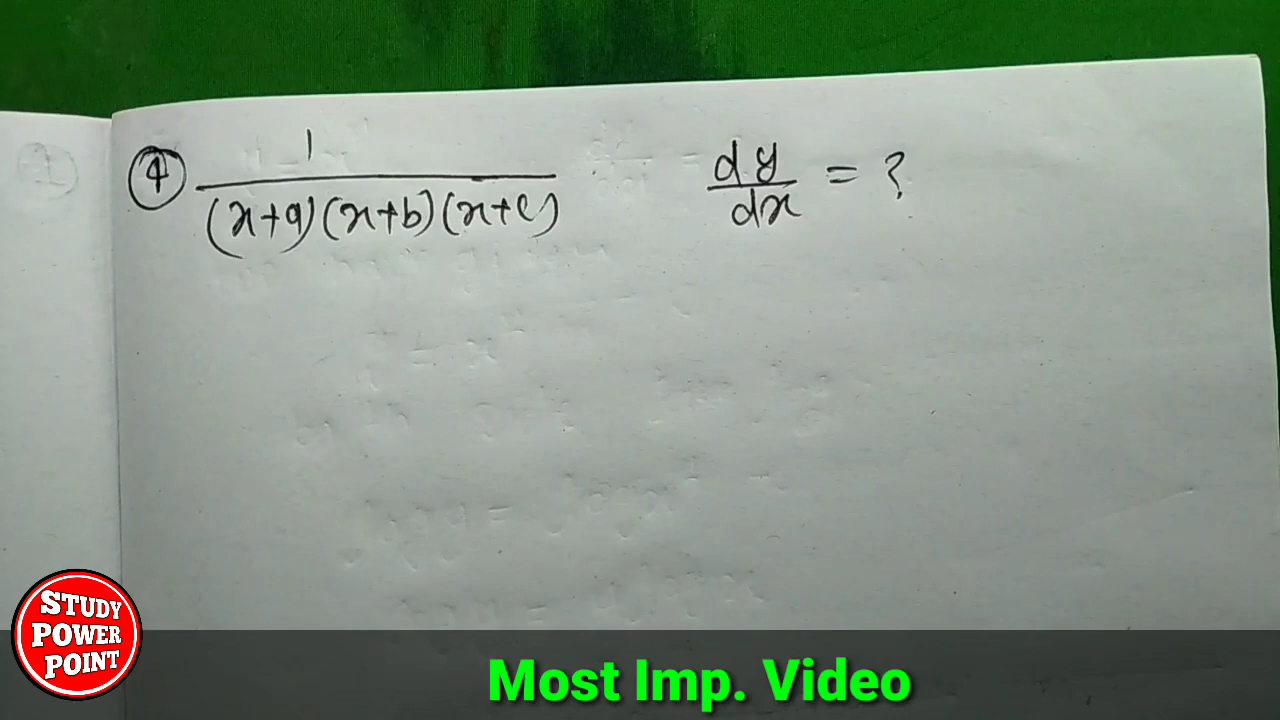 ④ 1/((x+a)(x+b)(x+c)) dy/dx = ?
STUDY
POWER
POINT
Most Imp. Video